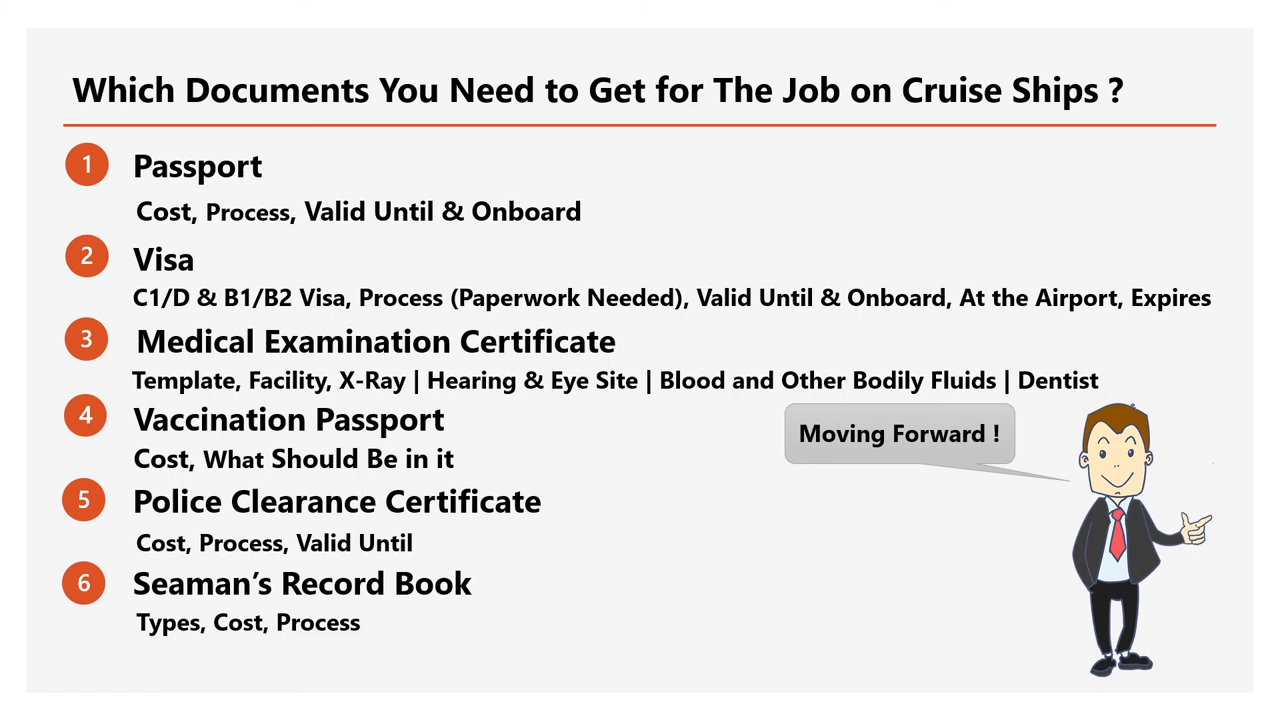 Which Documents You Need to Get for The Job on Cruise Ships ?
1 Passport
Cost, Process, Valid Until & Onboard
2 Visa
C1/D & B1/B2 Visa, Process (Paperwork Needed), Valid Until & Onboard, At the Airport, Expires
3 Medical Examination Certificate
Template, Facility, X-Ray | Hearing & Eye Site | Blood and Other Bodily Fluids | Dentist
4 Vaccination Passport
Cost, What Should Be in it
Moving Forward !
5 Police Clearance Certificate
Cost, Process, Valid Until
6 Seaman’s Record Book
Types, Cost, Process